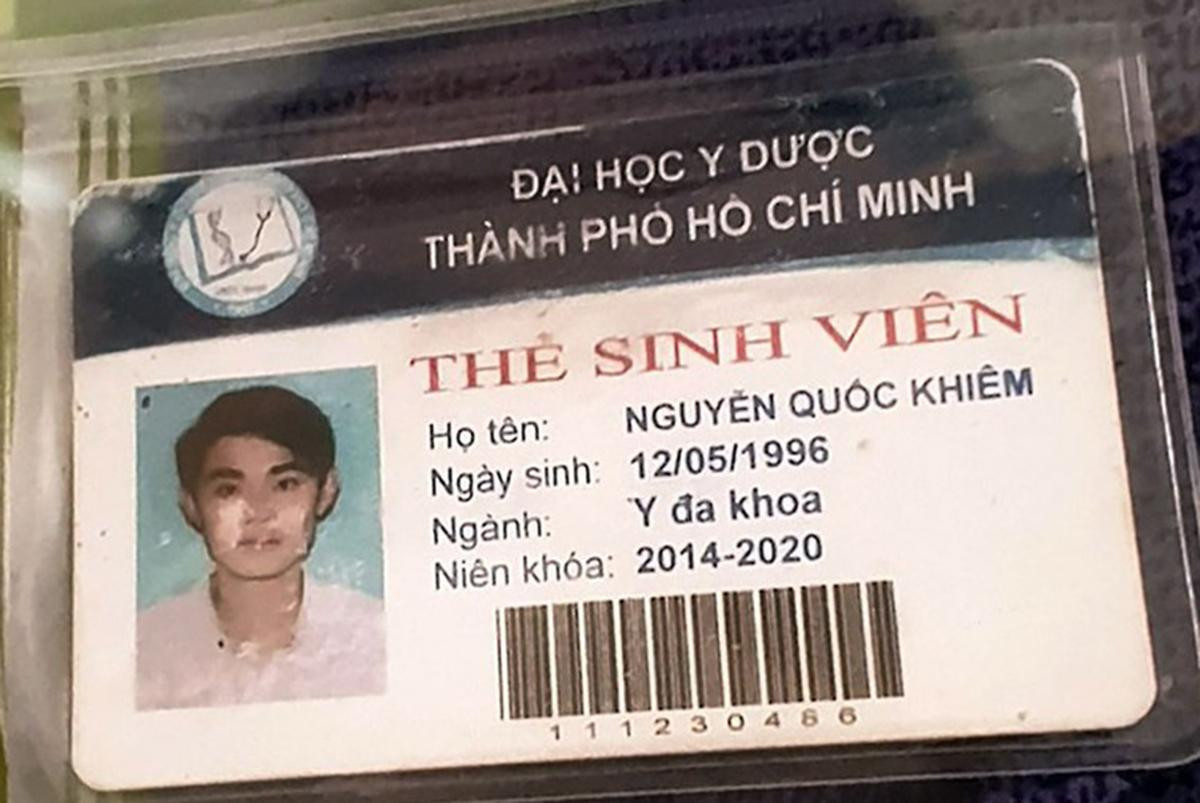 ĐẠI HỌC Y DƯỢC
THÀNH PHỐ HỒ CHÍ MINH
THẺ SINH VIÊN
Họ tên: NGUYỄN QUỐC KHIÊM
Ngày sinh: 12/05/1996
Ngành: Y đa khoa
Niên khóa: 2014-2020
111230486